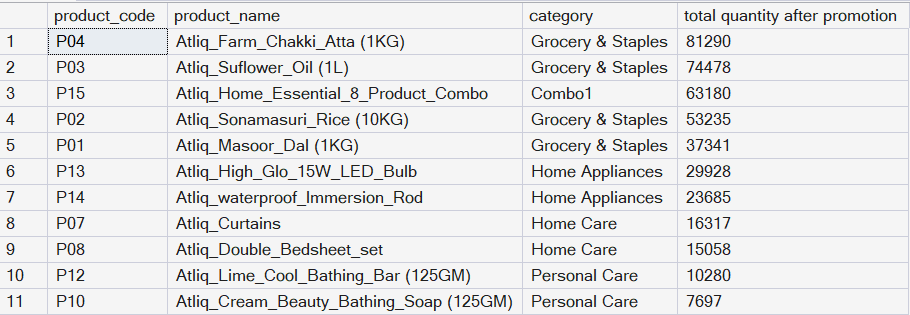 product_code product_name category total quantity after promotion
1 P04 Atliq_Farm_Chakki_Atta (1KG) Grocery & Staples 81290
2 P03 Atliq_Suflower_Oil (1L) Grocery & Staples 74478
3 P15 Atliq_Home_Essential_8_Product_Combo Combo1 63180
4 P02 Atliq_Sonamasuri_Rice (10KG) Grocery & Staples 53235
5 P01 Atliq_Masoor_Dal (1KG) Grocery & Staples 37341
6 P13 Atliq_High_Glo_15W_LED_Bulb Home Appliances 29928
7 P14 Atliq_waterproof_Immersion_Rod Home Appliances 23685
8 P07 Atliq_Curtains Home Care 16317
9 P08 Atliq_Double_Bedsheet_set Home Care 15058
10 P12 Atliq_Lime_Cool_Bathing_Bar (125GM) Personal Care 10280
11 P10 Atliq_Cream_Beauty_Bathing_Soap (125GM) Personal Care 7697